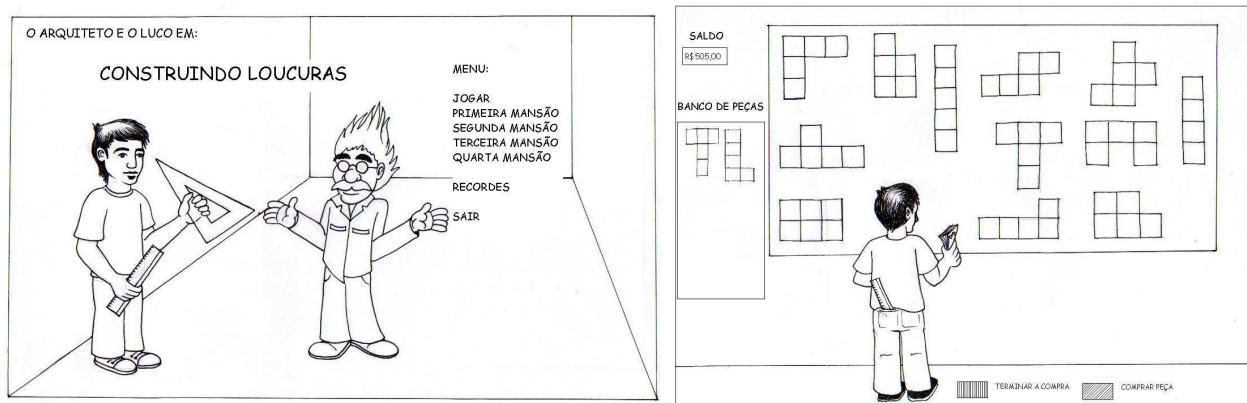 O ARQUITETO E O LUCO EM:
CONSTRUINDO LOUCURAS
MENU:
JOGAR
PRIMEIRA MANSÃO
SEGUNDA MANSÃO
TERCEIRA MANSÃO
QUARTA MANSÃO
RECORDES
SAIR
SALDO
R$505,00
BANCO DE PEÇAS
TERMINAR A COMPRA
COMPRAR PEÇA